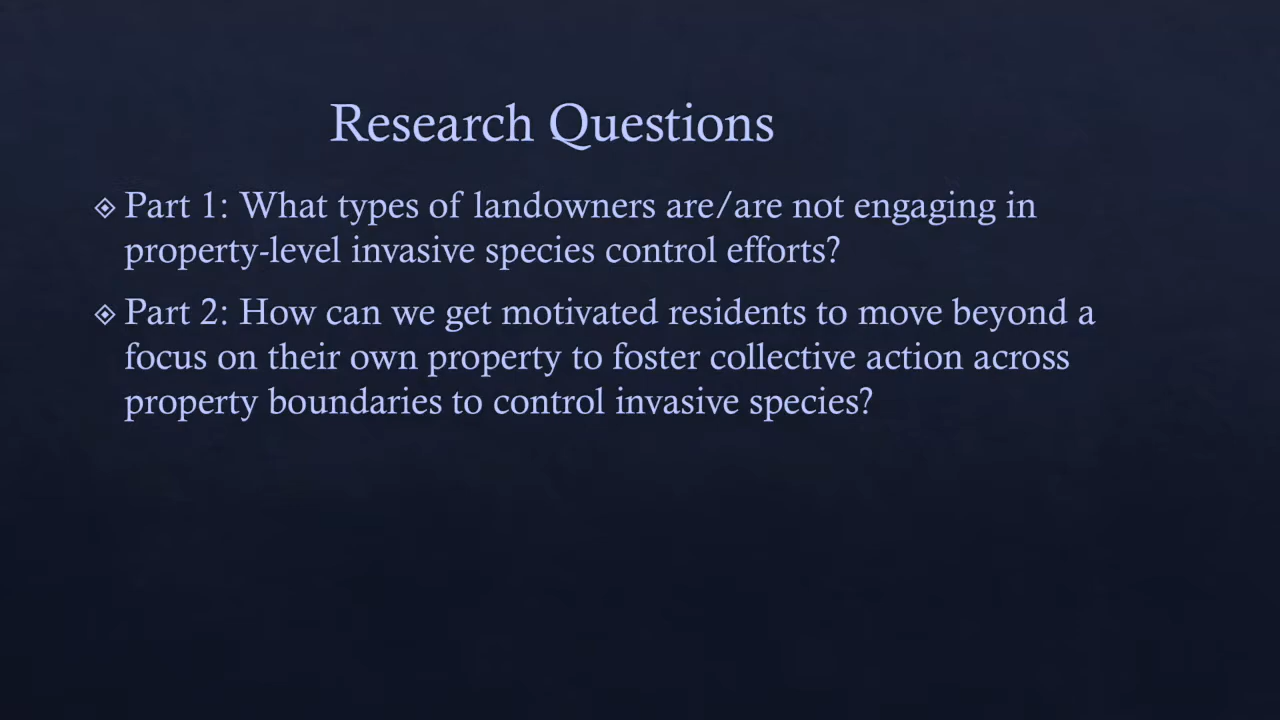 Research Questions
Part 1: What types of landowners are/are not engaging in
property-level invasive species control efforts?
Part 2: How can we get motivated residents to move beyond a
focus on their own property to foster collective action across
property boundaries to control invasive species?